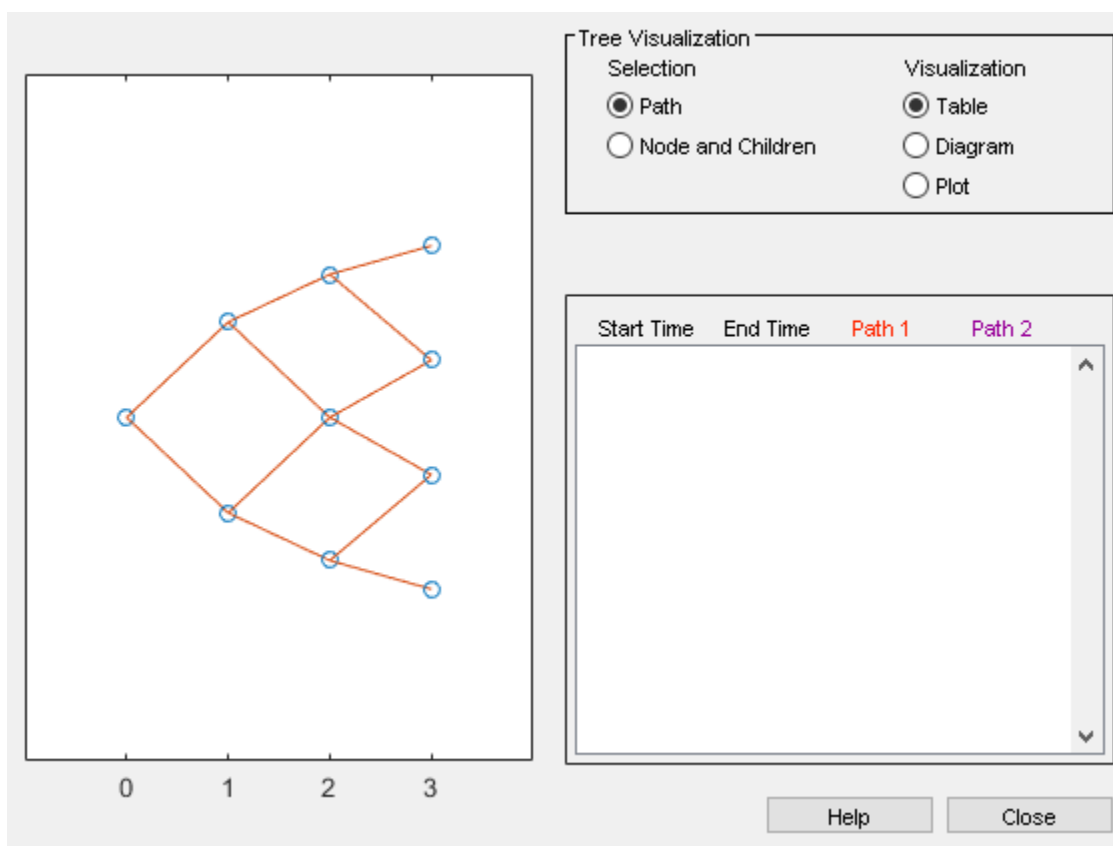 Tree Visualization
Selection
Visualization
Path
Table
Node and Children
Diagram
Plot
Start Time End Time Path 1 Path 2
0 1 2 3
Help
Close